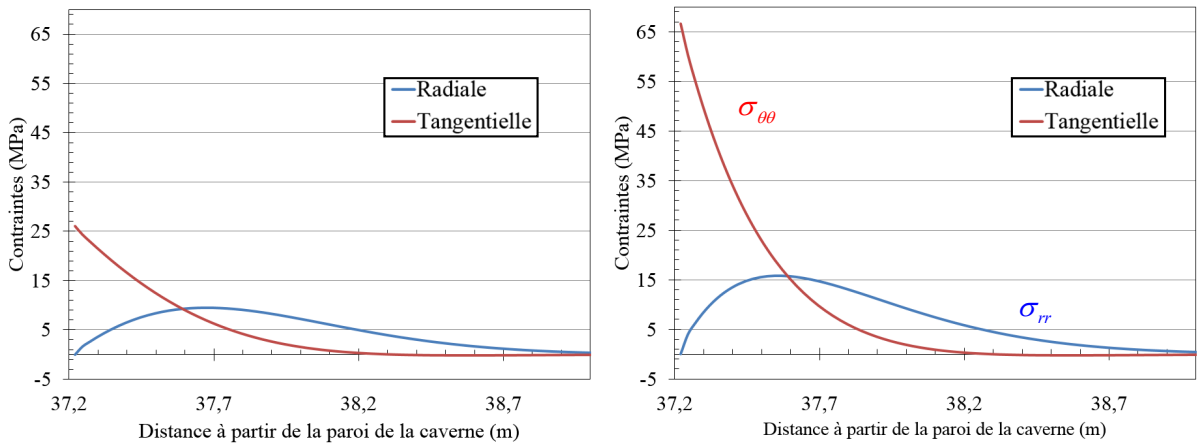 65
55
45
35
25
15
5
-5
Contraintes (MPa)
Radiale
Tangentielle
37,2
37,7
38,2
38,7
Distance à partir de la paroi de la caverne (m)
65
55
45
35
25
15
5
-5
Contraintes (MPa)
σθθ
Radiale
Tangentielle
σrr
37,2
37,7
38,2
38,7
Distance à partir de la paroi de la caverne (m)